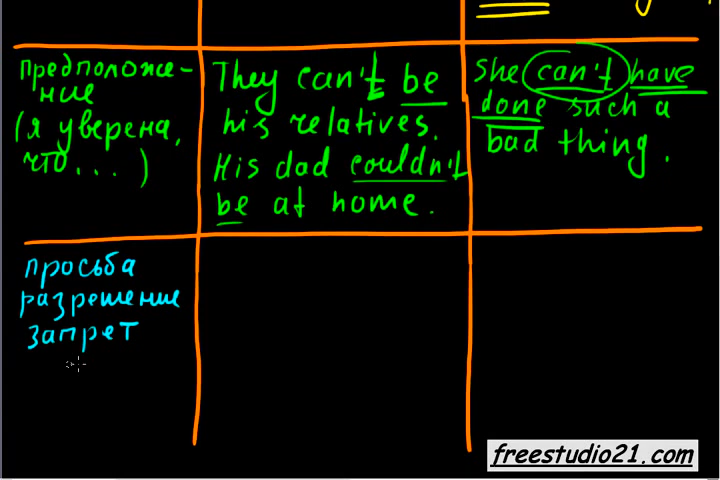 предположе-
ние
(я уверена,
что...)
They can't be
his relatives.
His dad couldn't
be at home.
she can't have
done such a
bad thing.
просьба
разрешение
запрет
freestudio21.com